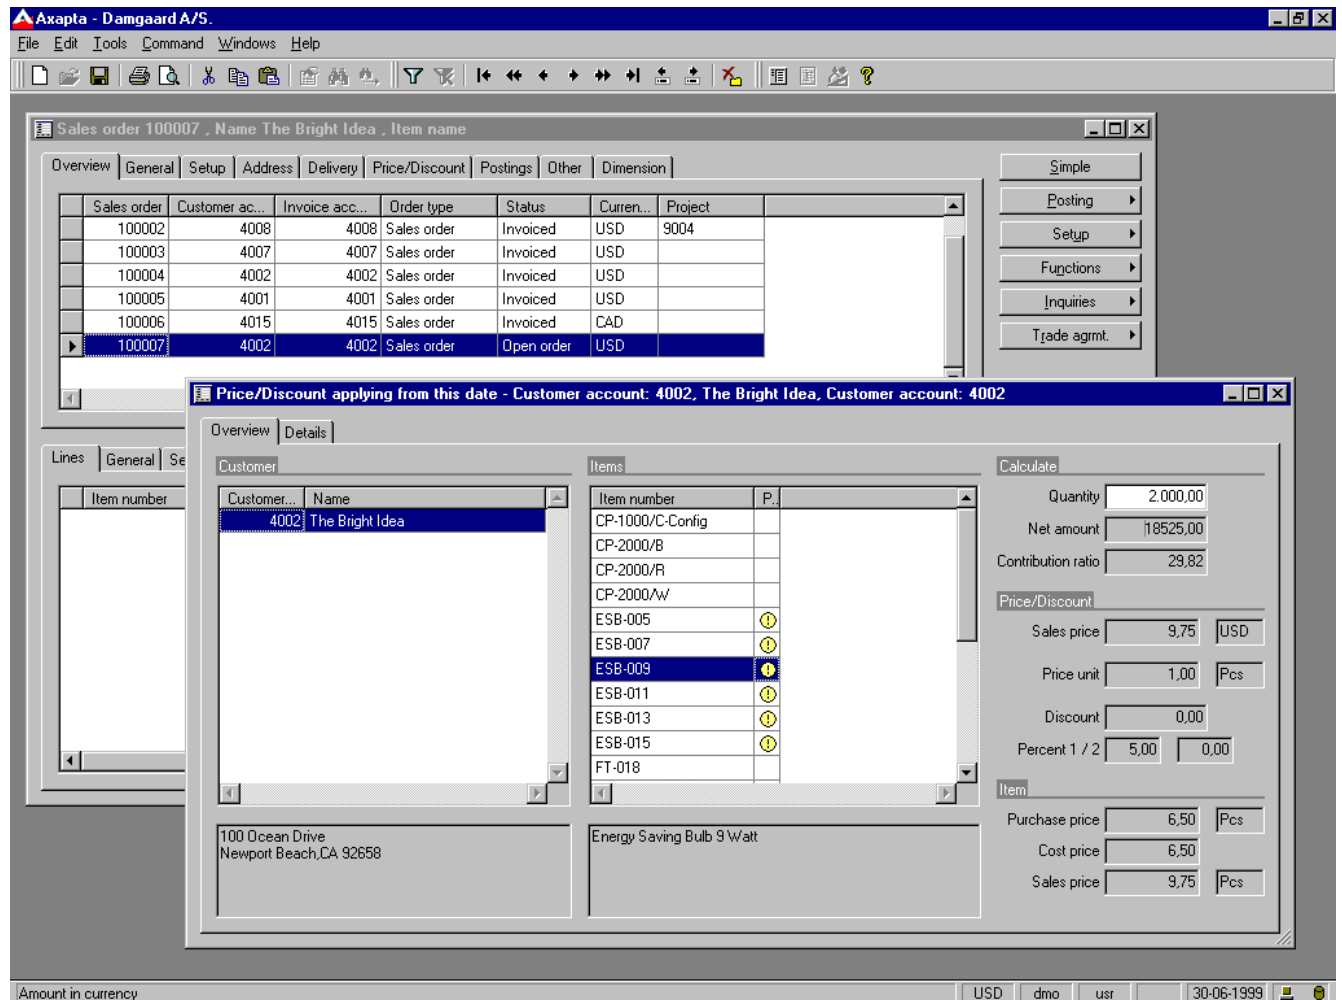 Axapta - Damgaard A/S.
File Edit Tools Command Windows Help
Sales order 100007 , Name The Bright Idea , Item name
Overview General Setup Address Delivery Price/Discount Postings Other Dimension
Simple
Posting
Setup
Functions
Inquiries
Trade agrmt.
Sales order Customer ac... Invoice acc... Order type Status Curren... Project
100002 4008 4008 Sales order Invoiced USD 9004
100003 4007 4007 Sales order Invoiced USD
100004 4002 4002 Sales order Invoiced USD
100005 4001 4001 Sales order Invoiced USD
100006 4015 4015 Sales order Invoiced CAD
100007 4002 4002 Sales order Open order USD
Lines General Se
Item number
Price/Discount applying from this date - Customer account: 4002, The Bright Idea, Customer account: 4002
Overview Details
Customer
Customer... Name
4002 The Bright Idea
100 Ocean Drive
Newport Beach,CA 92658
Items
Item number P..
CP-1000/C-Config
CP-2000/B
CP-2000/R
CP-2000/W
ESB-005
ESB-007
ESB-009
ESB-011
ESB-013
ESB-015
FT-018
Energy Saving Bulb 9 Watt
Calculate
Quantity 2.000,00
Net amount 18525,00
Contribution ratio 29,82
Price/Discount
Sales price 9,75 USD
Price unit 1,00 Pcs
Discount 0,00
Percent 1 / 2 5,00 0,00
Item
Purchase price 6,50 Pcs
Cost price 6,50
Sales price 9,75 Pcs
Amount in currency USD dmo usr 30-06-1999